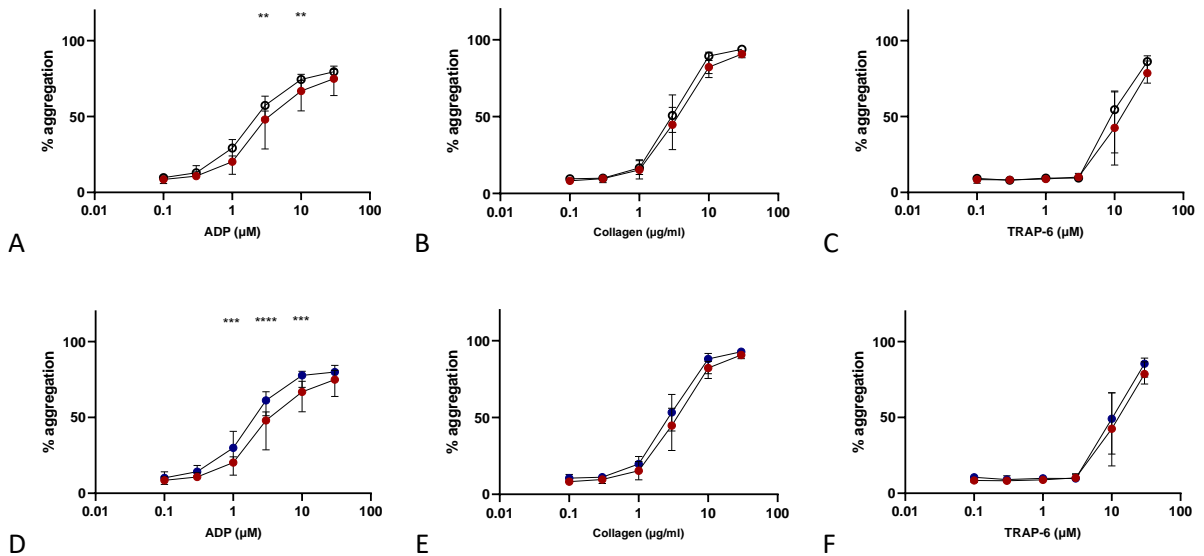 ** **
100
50
0
% aggregation
0.01 0.1 1 10 100
ADP (µM)
A
100
50
0
% aggregation
0.01 0.1 1 10 100
Collagen (µg/ml)
B
100
50
0
% aggregation
0.01 0.1 1 10 100
TRAP-6 (µM)
C
*** **** ***
100
50
0
% aggregation
0.01 0.1 1 10 100
ADP (µM)
D
100
50
0
% aggregation
0.01 0.1 1 10 100
Collagen (µg/ml)
E
100
50
0
% aggregation
0.01 0.1 1 10 100
TRAP-6 (µM)
F